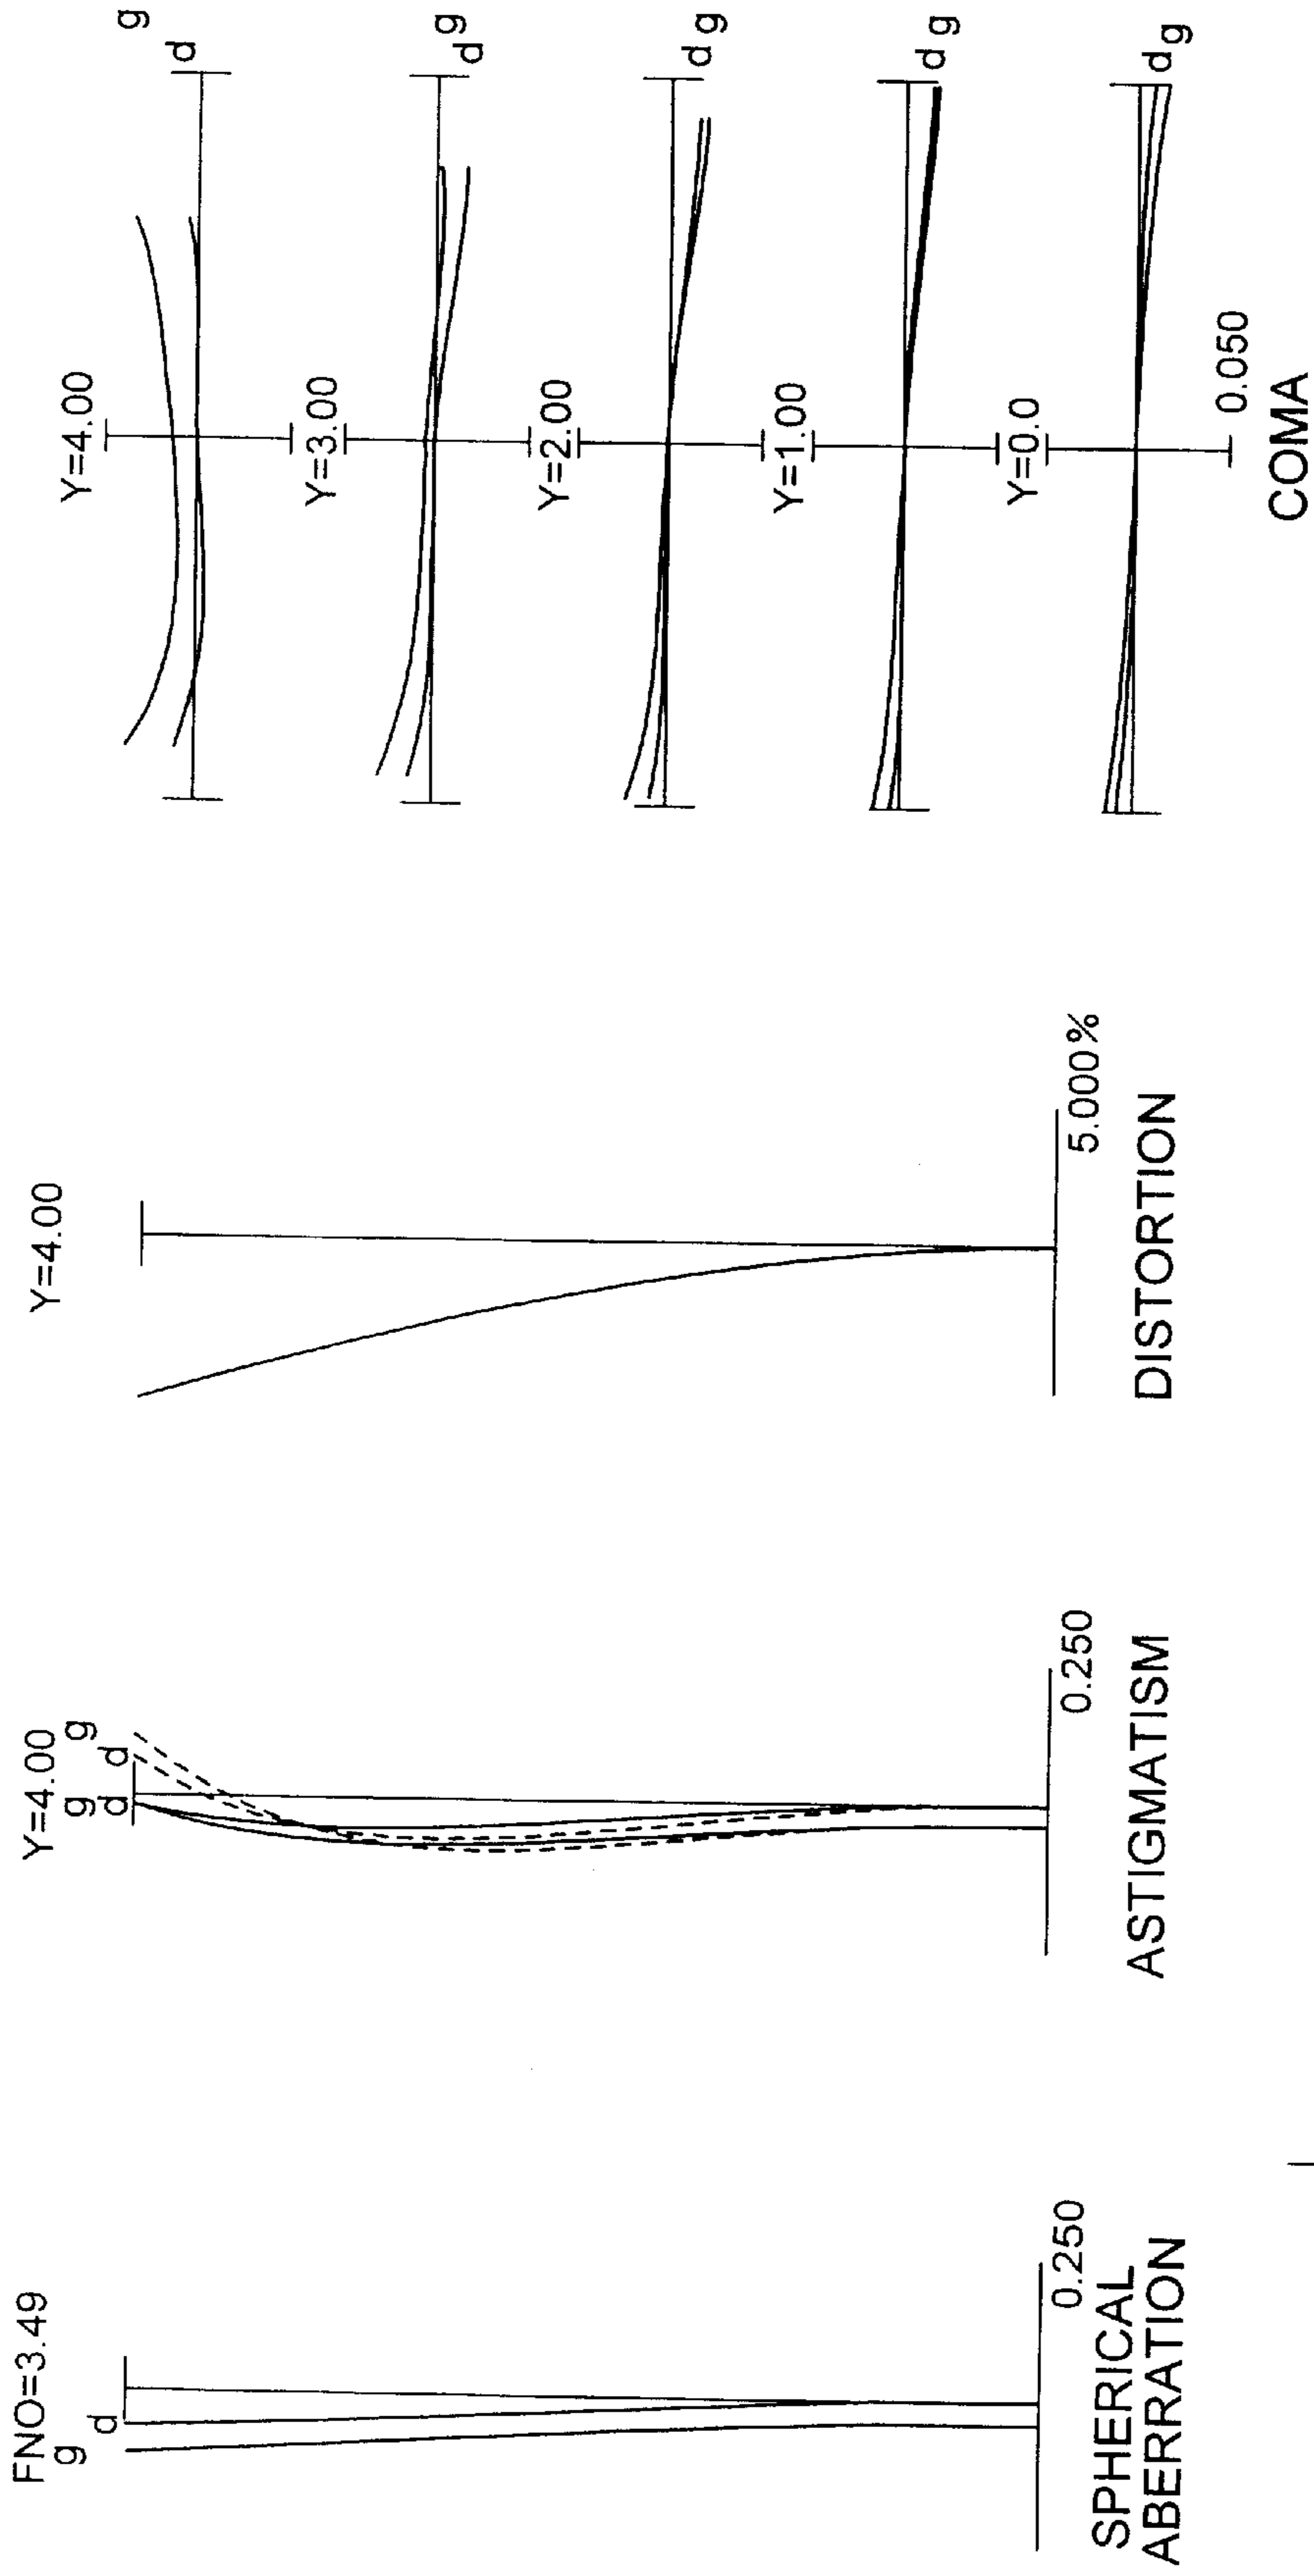 FNO=3.49
g
d
0.250
SPHERICAL
ABERRATION
Y=4.00
g g
d d
0.250
ASTIGMATISM
Y=4.00
5.000%
DISTORTION
Y=4.00
g
d
Y=3.00
g
d
Y=2.00
d g
Y=1.00
d g
Y=0.0
d g
0.050
COMA